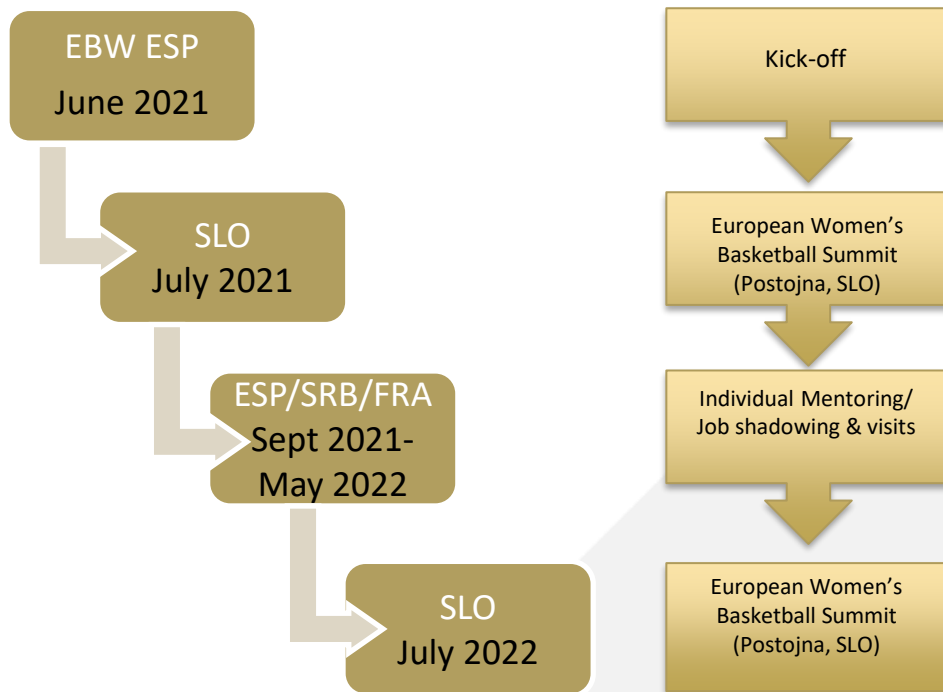 EBW ESP
June 2021
Kick-off
SLO
July 2021
European Women’s
Basketball Summit
(Postojna, SLO)
ESP/SRB/FRA
Sept 2021-
May 2022
Individual Mentoring/
Job shadowing & visits
SLO
July 2022
European Women’s
Basketball Summit
(Postojna, SLO)